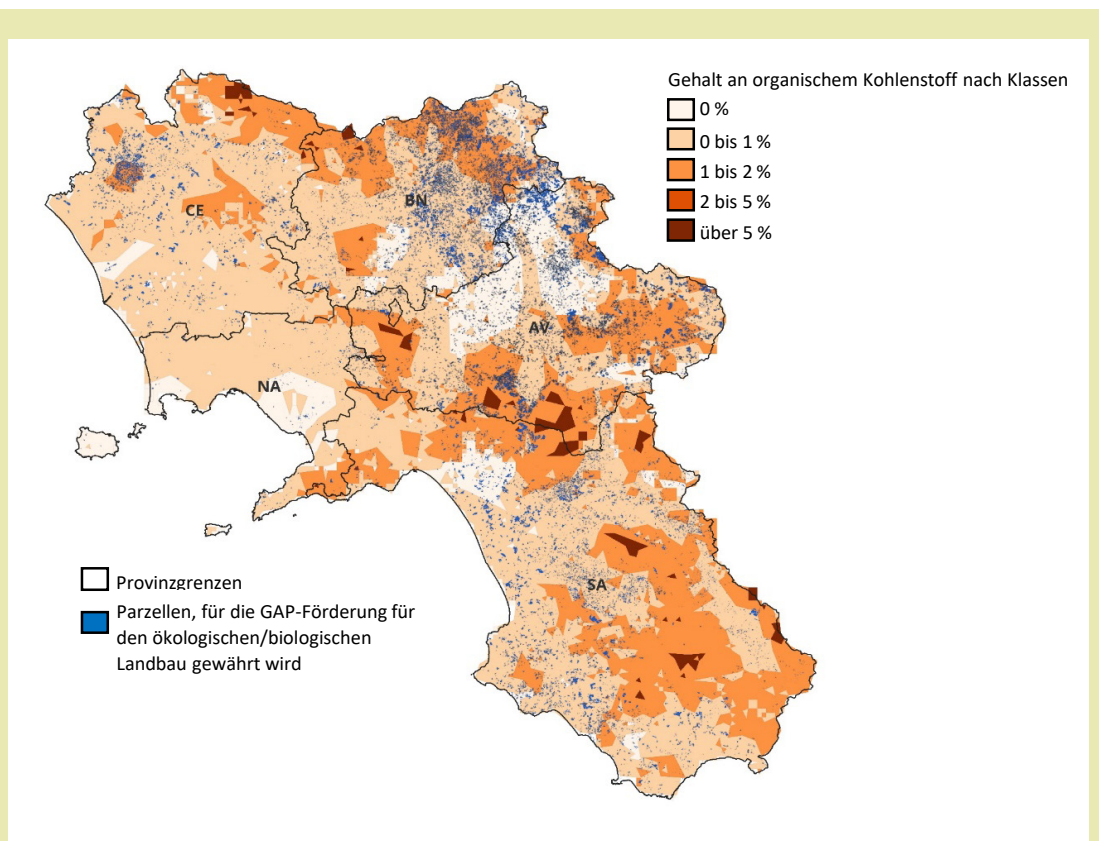 Gehalt an organischem Kohlenstoff nach Klassen
0 %
0 bis 1 %
1 bis 2 %
2 bis 5 %
über 5 %
BN
CE
AV
NA
SA
Provinzgrenzen
Parzellen, für die GAP-Förderung für
den ökologischen/biologischen
Landbau gewährt wird